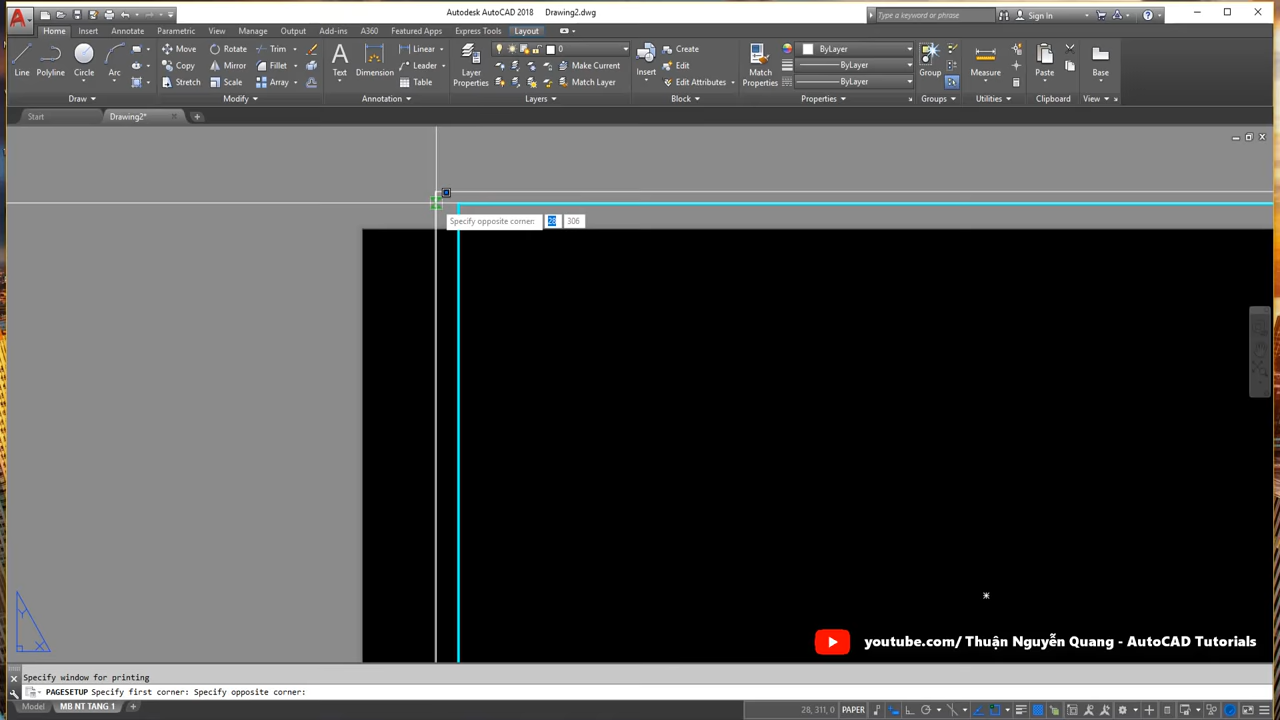 Autodesk AutoCAD 2018 Drawing2.dwg
Type a keyword or phrase
Sign In
Home Insert Annotate Parametric View Manage Output Add-ins A360 Featured Apps Express Tools Layout
Line Polyline Circle Arc
Move Rotate Trim
Copy Mirror Fillet
Stretch Scale Array
Text Dimension
Linear
Leader
Table
Layer Properties
0
Make Current
Match Layer
Insert
Create
Edit
Edit Attributes
Match Properties
ByLayer
ByLayer
ByLayer
Group
Measure
Paste
Base
Draw Modify Annotation Layers Block Properties Groups Utilities Clipboard View
Start Drawing2*
Specify opposite corner: 28 306
Y
X
youtube.com/ Thuận Nguyễn Quang - AutoCAD Tutorials
Specify window for printing
PAGESETUP Specify first corner: Specify opposite corner:
Model MB NT TANG 1
28, 311, 0 PAPER